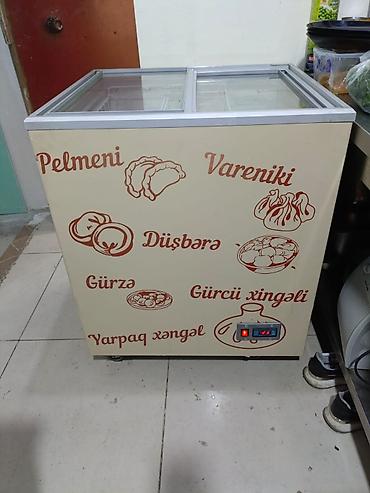 Pelmeni
Vareniki
Düşbərə
Gürzə
Gürcü xingəli
Yarpaq xəngəl